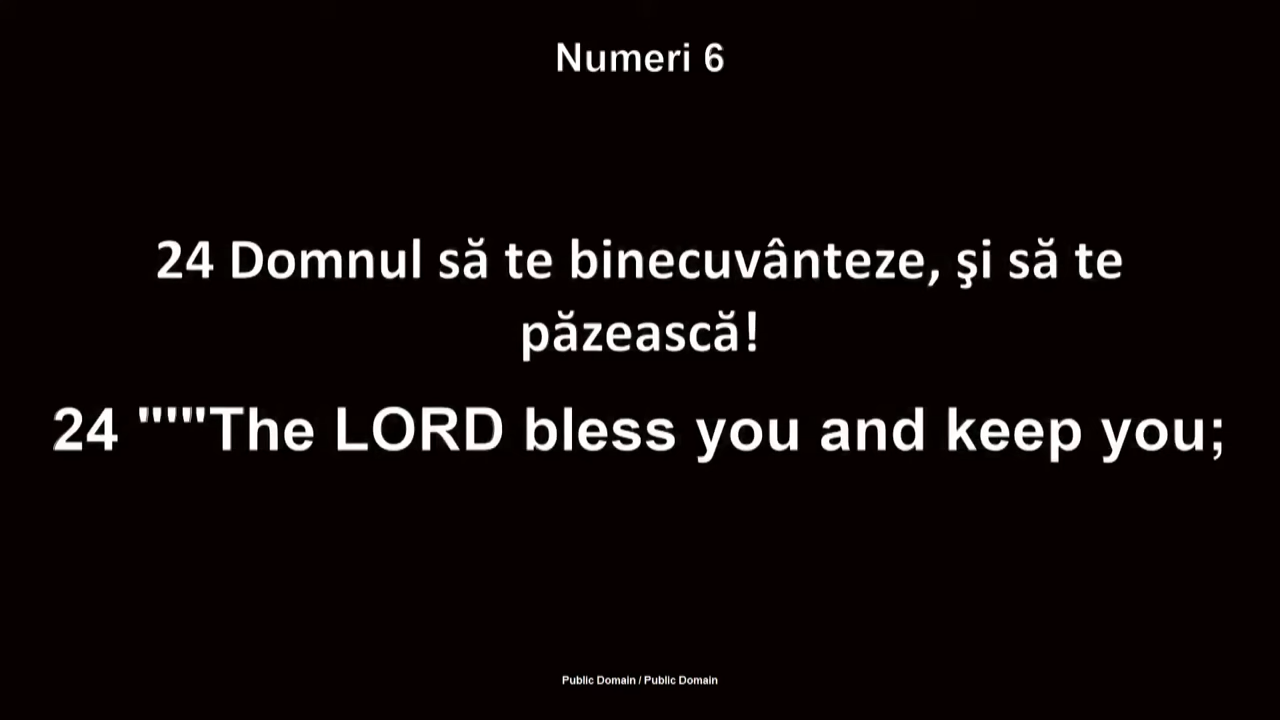 Numeri 6
24 Domnul să te binecuvânteze, şi să te
păzească!
24 """The LORD bless you and keep you;
Public Domain / Public Domain